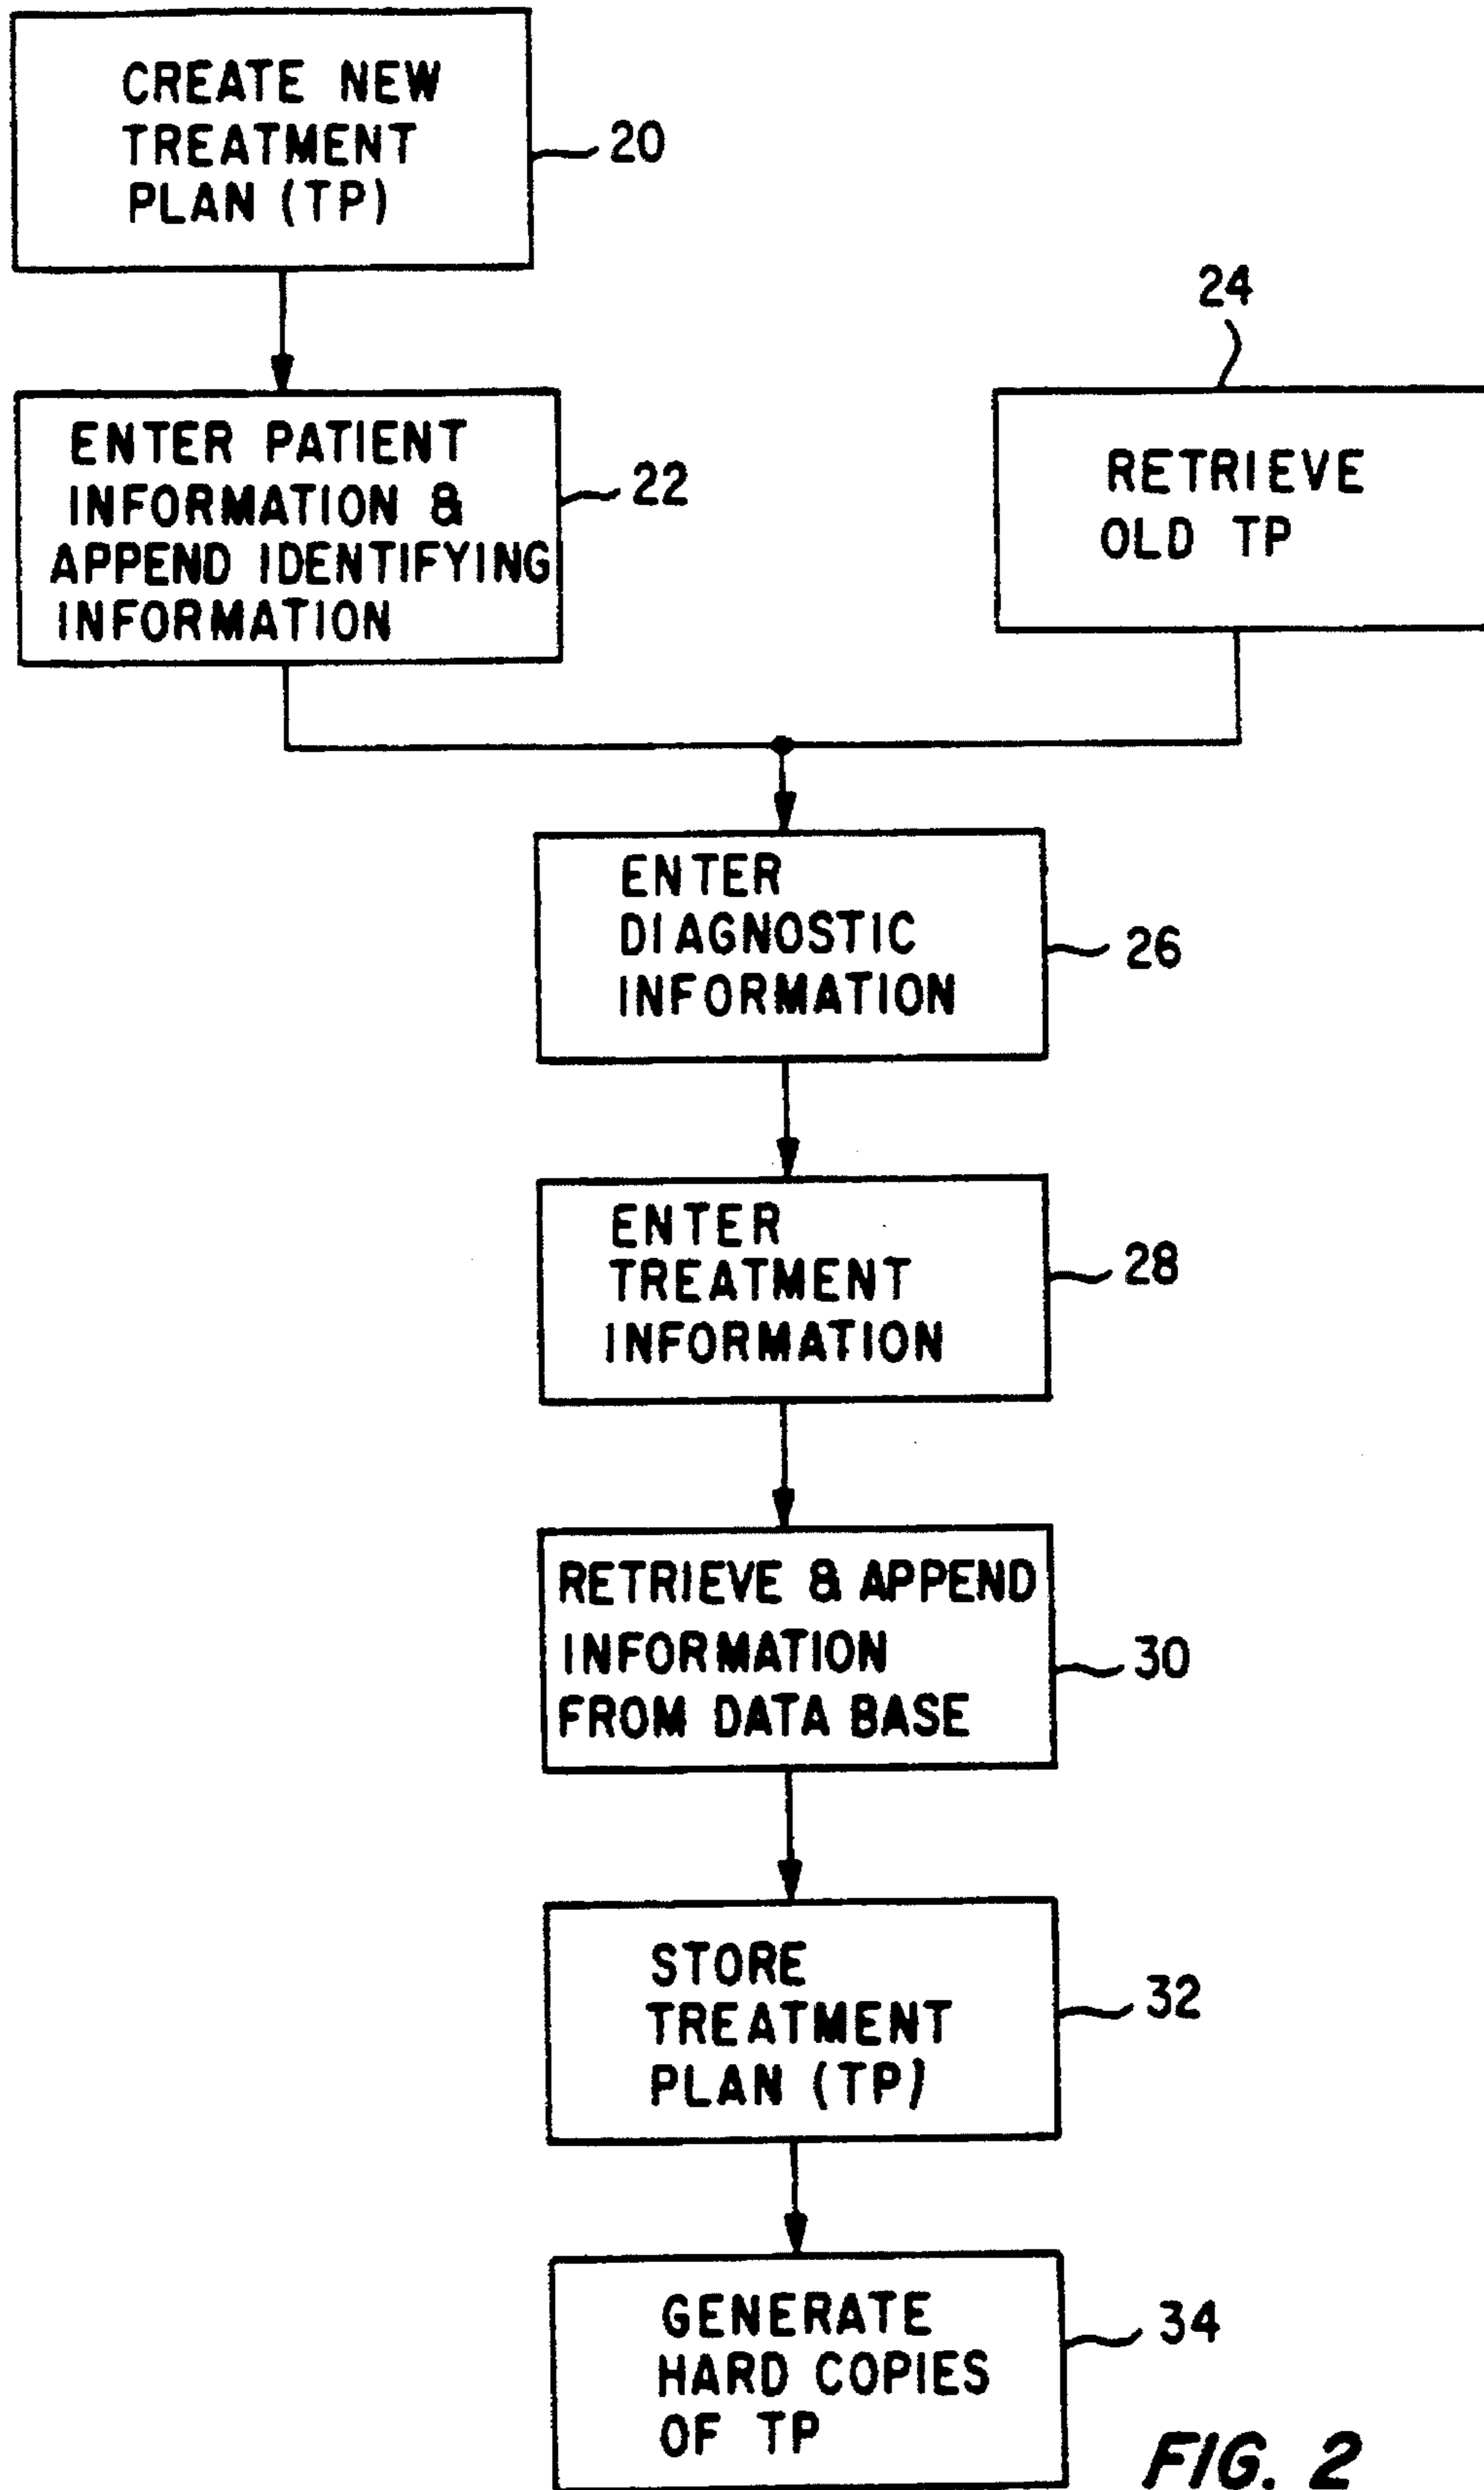 CREATE NEW
TREATMENT
PLAN (TP)
20
24
ENTER PATIENT
INFORMATION &
APPEND IDENTIFYING
INFORMATION
22
RETRIEVE
OLD TP
ENTER
DIAGNOSTIC
INFORMATION
26
ENTER
TREATMENT
INFORMATION
28
RETRIEVE & APPEND
INFORMATION
FROM DATA BASE
30
STORE
TREATMENT
PLAN (TP)
32
GENERATE
HARD COPIES
OF TP
34
FIG. 2